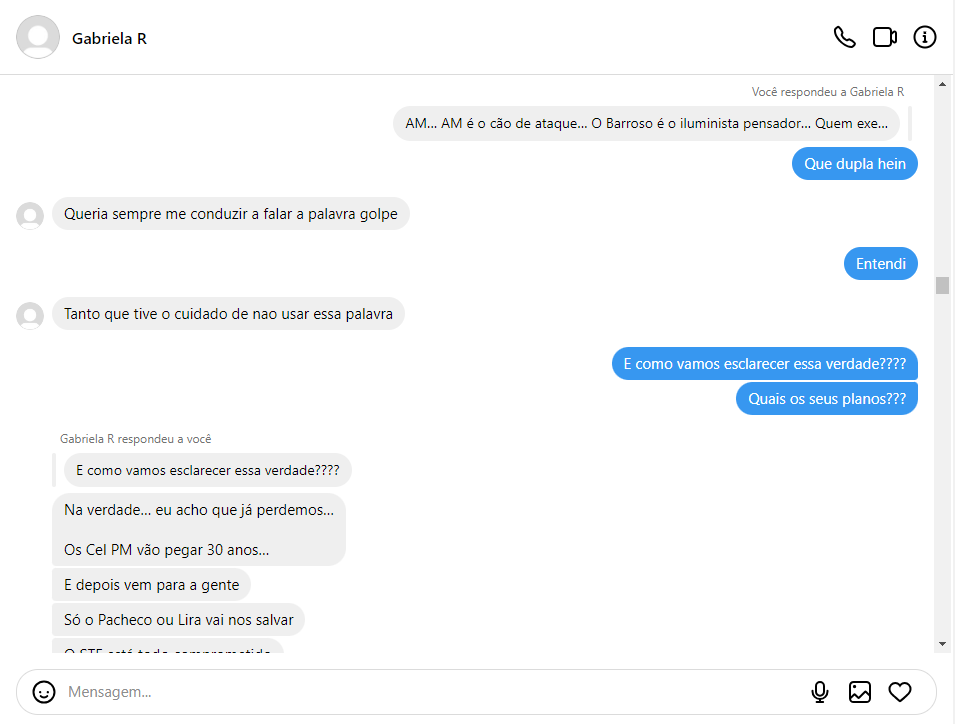 Gabriela R
Você respondeu a Gabriela R
AM... AM é o cão de ataque... O Barroso é o iluminista pensador... Quem exe...
Que dupla hein
Queria sempre me conduzir a falar a palavra golpe
Entendi
Tanto que tive o cuidado de nao usar essa palavra
E como vamos esclarecer essa verdade????
Quais os seus planos???
Gabriela R respondeu a você
E como vamos esclarecer essa verdade????
Na verdade... eu acho que já perdemos...
Os Cel PM vão pegar 30 anos...
E depois vem para a gente
Só o Pacheco ou Lira vai nos salvar
O STF está todo comprometido
Mensagem...